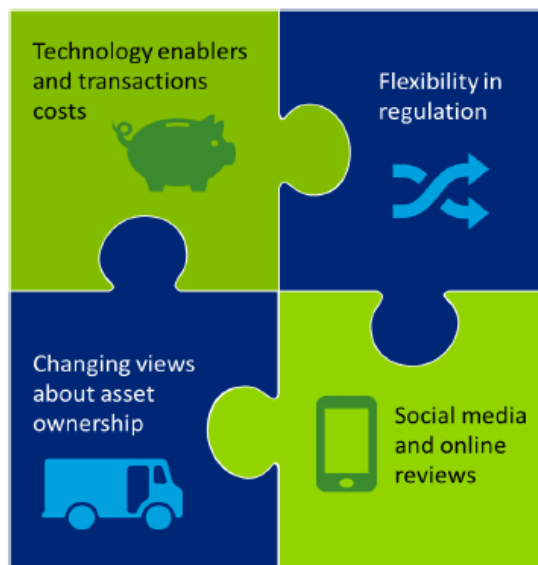 Technology enablers
and transactions
costs
Flexibility in
regulation
Changing views
about asset
ownership
Social media
and online
reviews